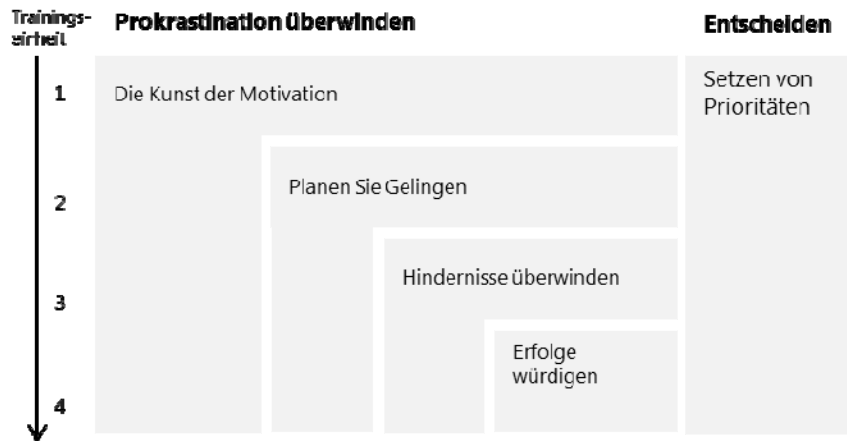 Trainings-
einheit
Prokrastination überwinden
Entscheiden
1
Die Kunst der Motivation
Setzen von
Prioritäten
2
Planen Sie Gelingen
3
Hindernisse überwinden
Erfolge
würdigen
4